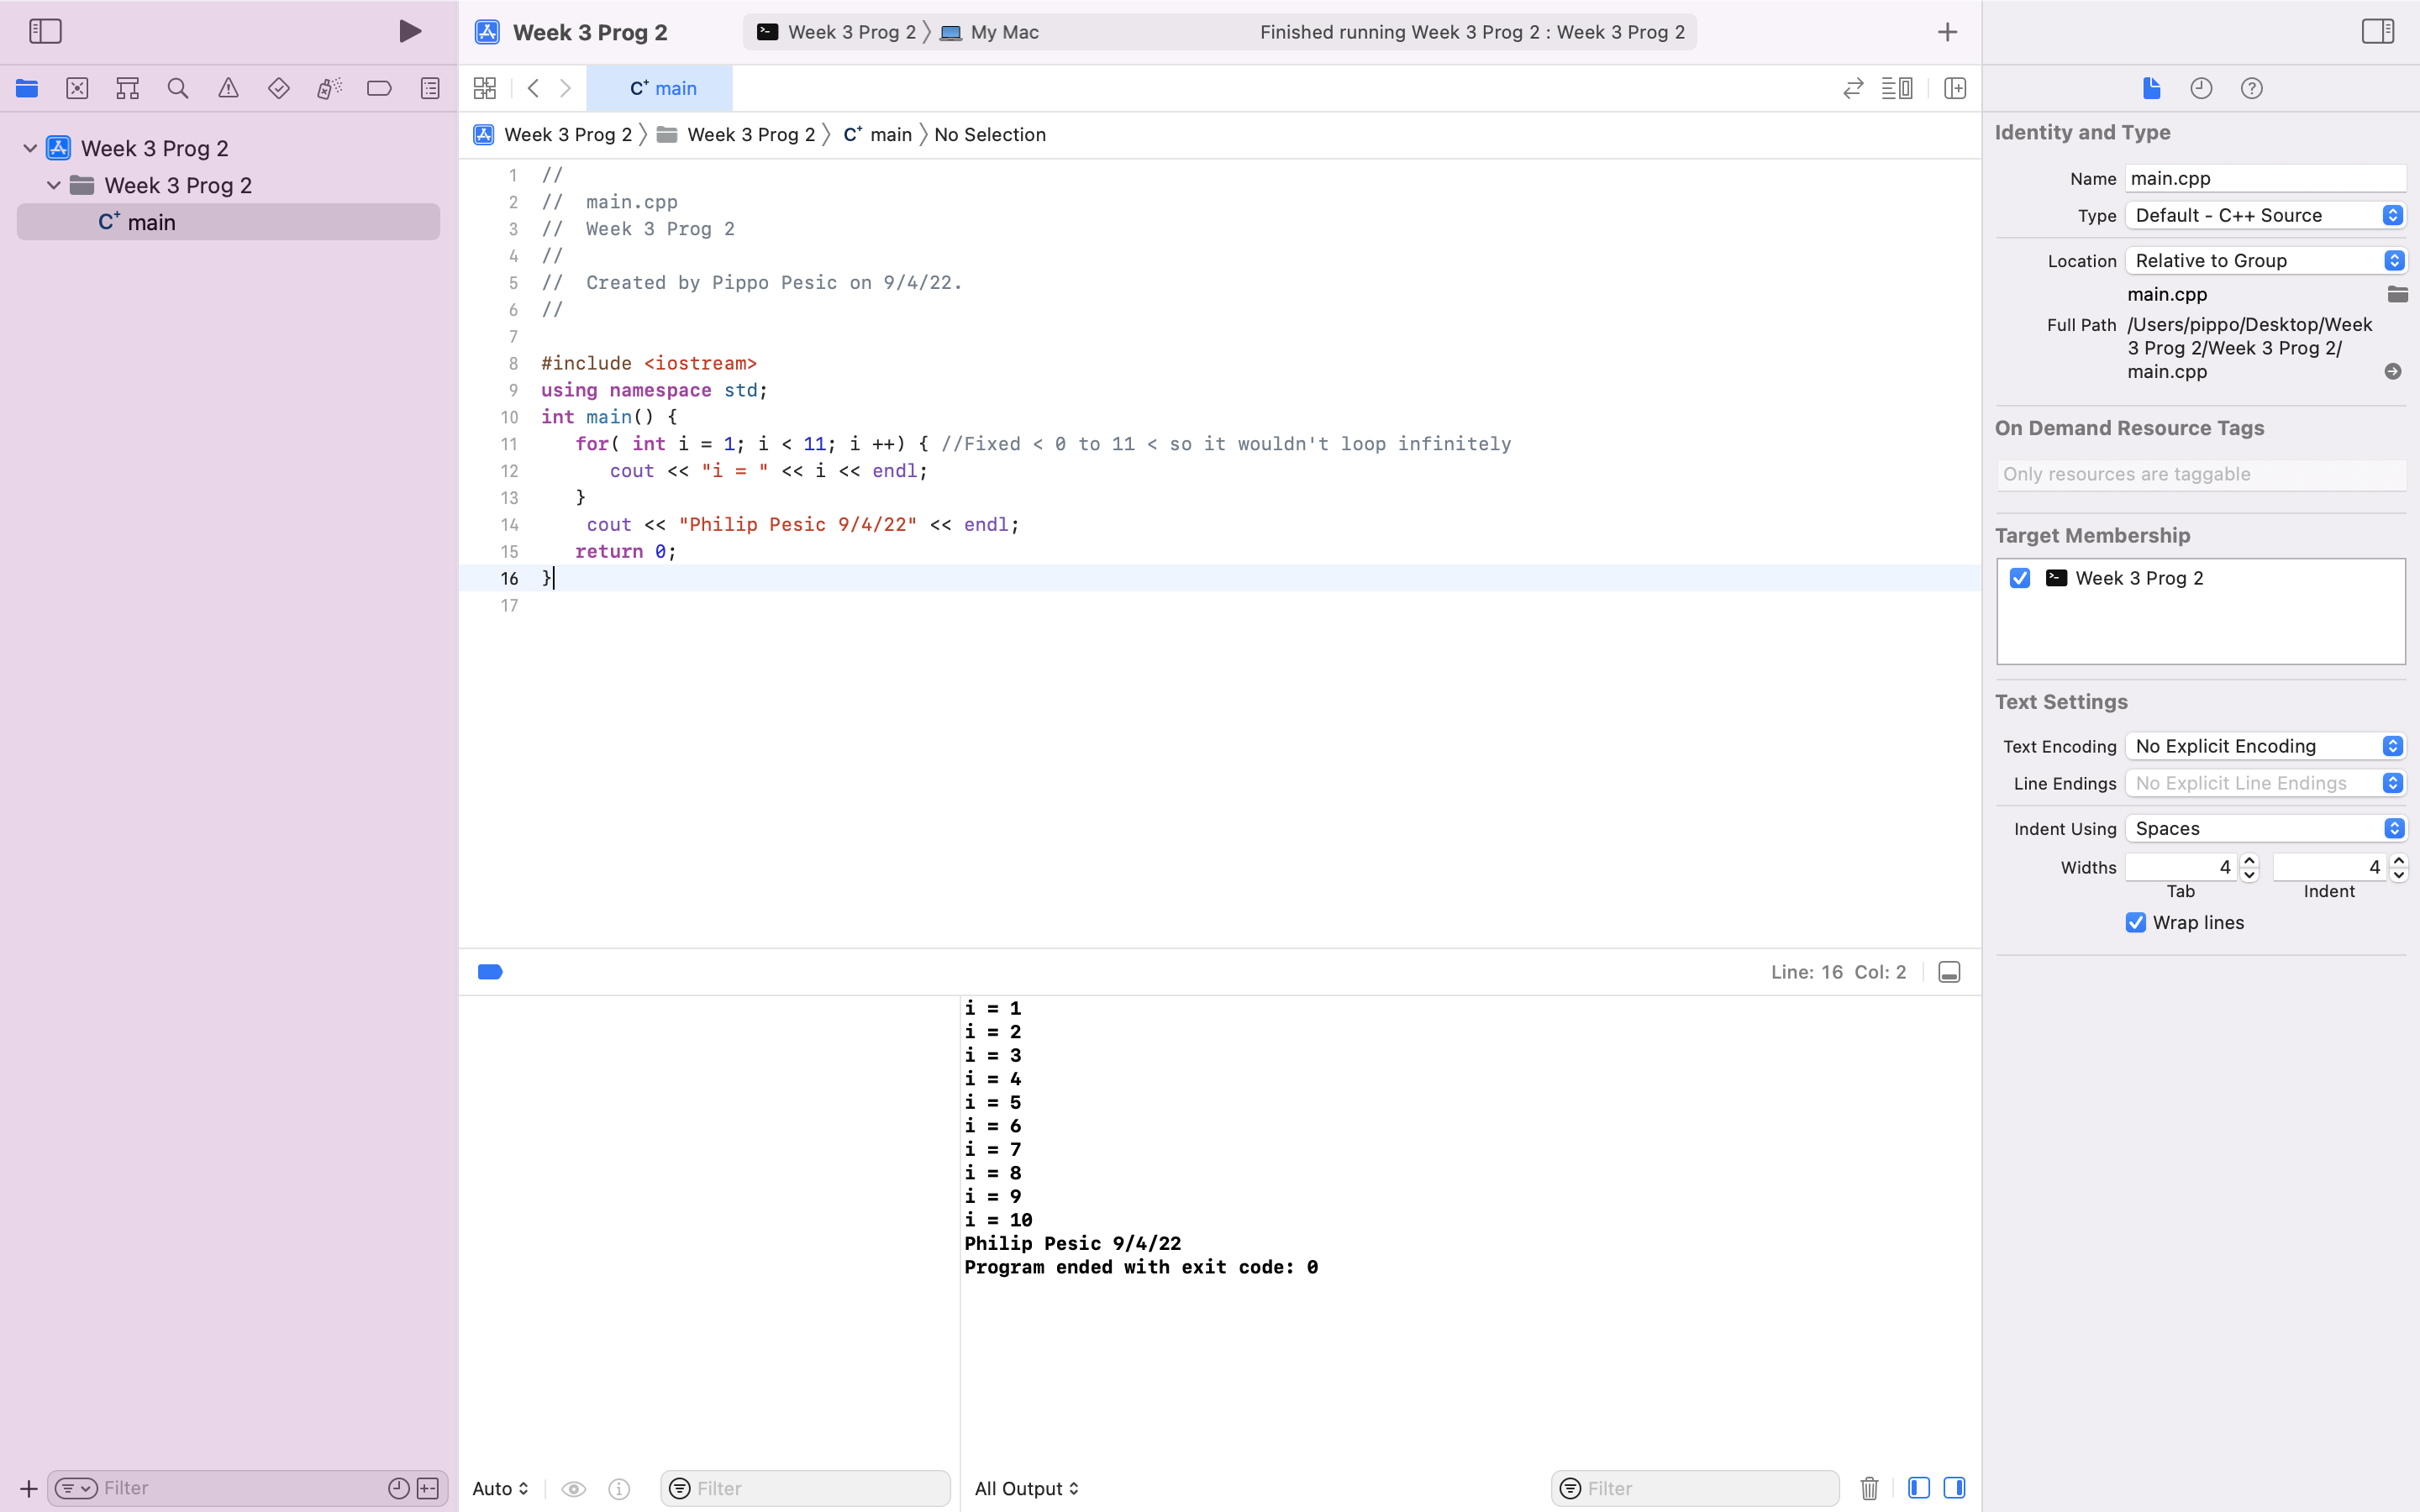 Week 3 Prog 2
Week 3 Prog 2 My Mac
Finished running Week 3 Prog 2 : Week 3 Prog 2
Week 3 Prog 2
Week 3 Prog 2
C+ main
C+ main
Week 3 Prog 2 Week 3 Prog 2 C+ main No Selection
1 //
2 //  main.cpp
3 //  Week 3 Prog 2
4 //
5 //  Created by Pippo Pesic on 9/4/22.
6 //
7
8 #include <iostream>
9 using namespace std;
10 int main() {
11    for( int i = 1; i < 11; i ++) { //Fixed < 0 to 11 < so it wouldn't loop infinitely
12       cout << "i = " << i << endl;
13    }
14     cout << "Philip Pesic 9/4/22" << endl;
15    return 0;
16 }
17
Line: 16 Col: 2
i = 1
i = 2
i = 3
i = 4
i = 5
i = 6
i = 7
i = 8
i = 9
i = 10
Philip Pesic 9/4/22
Program ended with exit code: 0
Filter
Auto
Filter
All Output
Filter
Identity and Type
Name main.cpp
Type Default - C++ Source
Location Relative to Group
main.cpp
Full Path /Users/pippo/Desktop/Week
3 Prog 2/Week 3 Prog 2/
main.cpp
On Demand Resource Tags
Only resources are taggable
Target Membership
Week 3 Prog 2
Text Settings
Text Encoding No Explicit Encoding
Line Endings No Explicit Line Endings
Indent Using Spaces
Widths 4 4
Tab Indent
Wrap lines